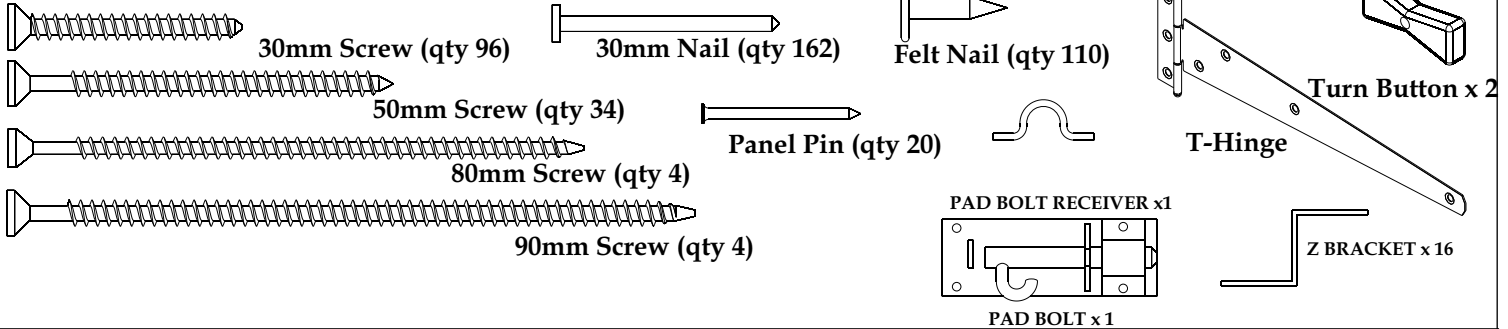 30mm Screw (qty 96)
30mm Nail (qty 162)
Felt Nail (qty 110)
Turn Button x 2
50mm Screw (qty 34)
Panel Pin (qty 20)
T-Hinge
80mm Screw (qty 4)
PAD BOLT RECEIVER x1
90mm Screw (qty 4)
Z BRACKET x 16
PAD BOLT x 1